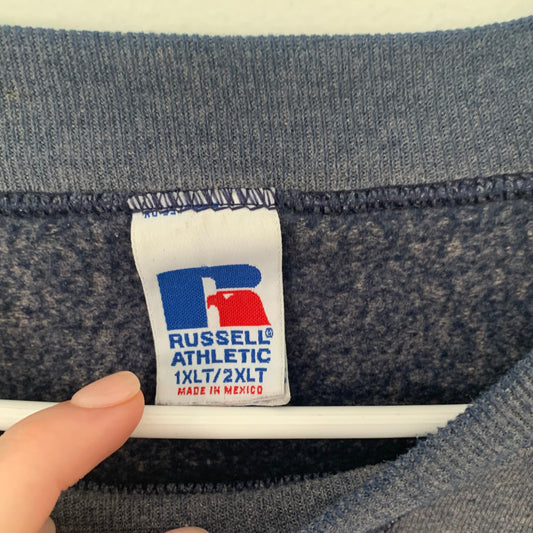 RUSSELL®
ATHLETIC
1XLT/2XLT
MADE IN MEXICO